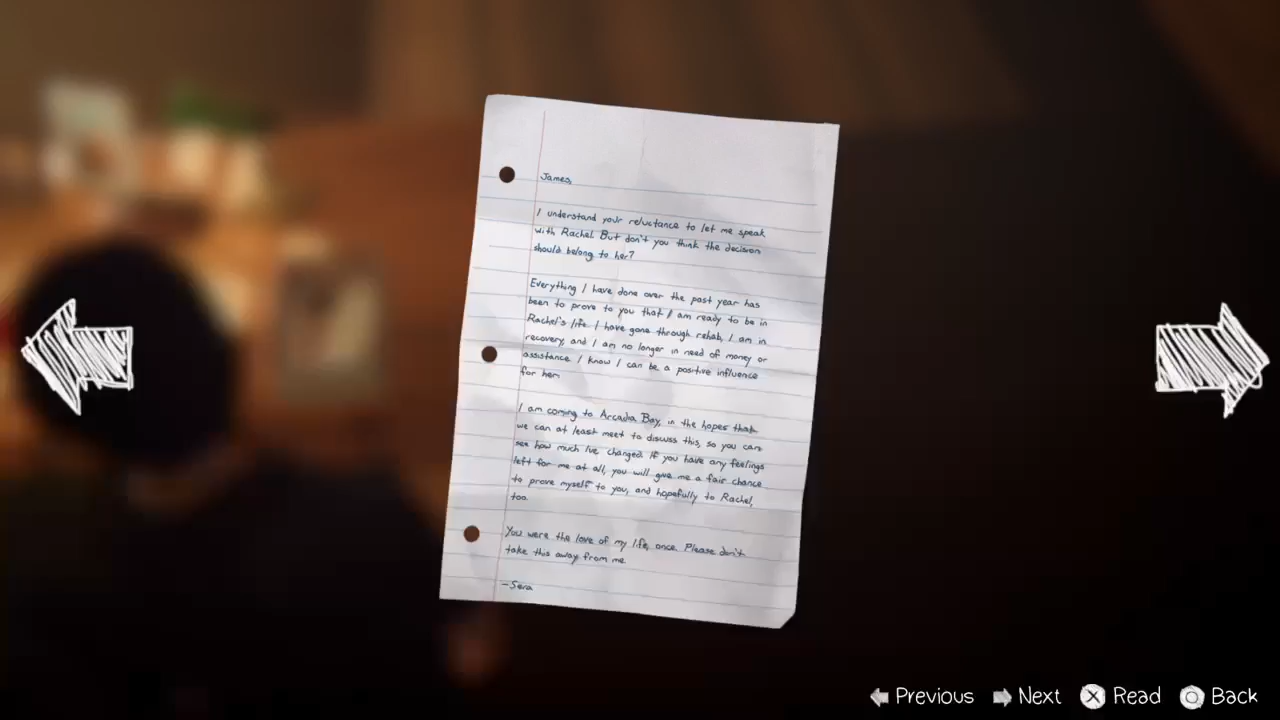 James,
I understand your reluctance to let me speak
with Rachel. But don't you think the decision
should belong to her?
Everything I have done over the past year has
been to prove to you that I am ready to be in
Rachel's life. I have gone through rehab, I am in
recovery, and I am no longer in need of money or
assistance. I know I can be a positive influence
for her.
I am coming to Arcadia Bay, in the hopes that
we can at least meet to discuss this, so you can
see how much I've changed. If you have any feelings
left for me at all, you will give me a fair chance
to prove myself to you, and hopefully to Rachel,
too.
You were the love of my life, once. Please don't
take this away from me.
-Sera
Previous Next Read Back